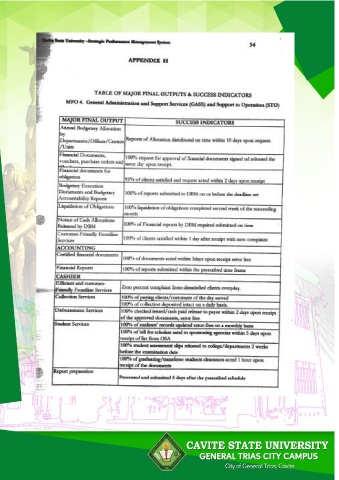 Cavite State University -Strategic Performance Management System
54
APPENDIX H
TABLE OF MAJOR FINAL OUTPUTS & SUCCESS INDICATORS
MFO 4. General Administration and Support Services (GASS) and Support to Operation (STO)
MAJOR FINAL OUTPUT
SUCCESS INDICATORS
Annual Budgetary Allocation
by
Departments/Offices/Centers
/Units
Reports of Allocation distributed on time within 10 days upon request.
Financial Documents,
vouchers, purchase orders and
100% request for approval of financial documents signed nd released the
same day upon receipt.
Financial documents for
obligation
95% of clients satisfied and request acted within 2 days upon receipt
Budgetary Execution
Documents and Budgetary
Accountability Reports
100% of reports submitted to DBM on or before the deadline set
Liquidation of Obligations
100% liquidation of obligations completed second week of the succeeding
month
Notice of Cash Allocations
Released by DBM
100% of Financial reports by DBM required submitted on time
Customer-Friendly Frontline
Services
100% of clients satisfied within 1 day after receipt with zero complaint
ACCOUNTING
Certified financial documents
100% of documents acted within 3days upon receipt error free
Financial Reports
100% of reports submitted within the prescribed time frame
CASHIER
Efficient and customer-
Friendly Frontline Services
Zero percent complaint from dissatisfied clients everyday.
Collection Services
100% of paying clients/customers of the day served
100% of collection deposited intact on a daily basis
Disbursement Services
100% checked issued/cash paid release to payee within 2 days upon receipt
of the approved documents, error free
Student Services
100% of students' records updated error free on a monthly basis
100% of bill for scholars send to sponsoring agencies within 5 days upon
receipt of list from OSA
100% student assessment slips released to college/departments 2 weeks
before the examination date
100% of graduating/transferee students clearances acted 1 hour upon
receipt of the documents
Report preparation
Processed and submitted 5 days after the prescribed schedule
CAVITE STATE UNIVERSITY
GENERAL TRIAS CITY CAMPUS
City of General Trias, Cavite